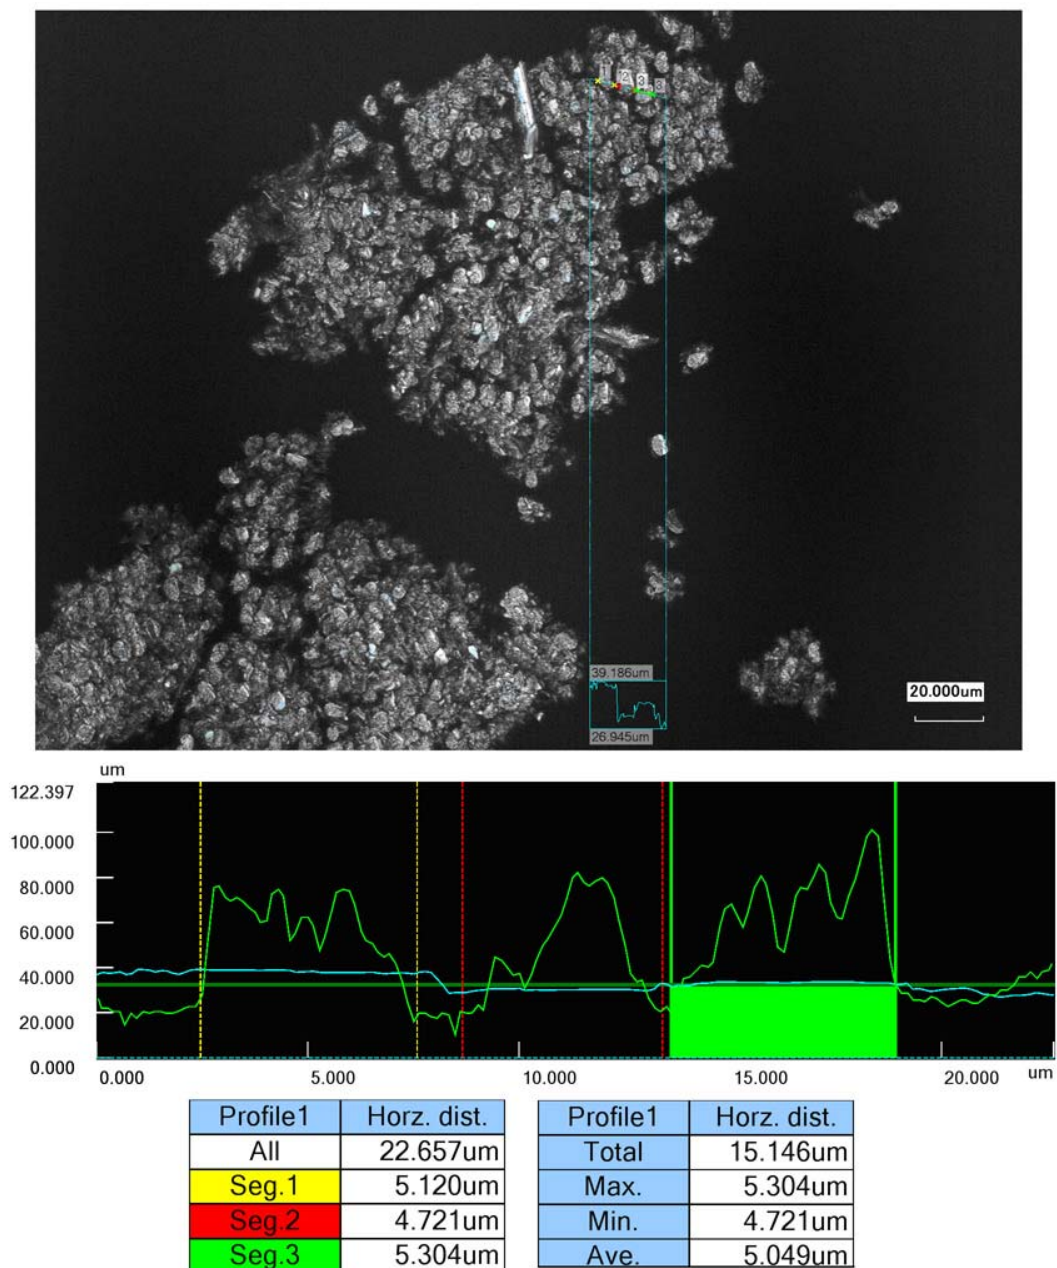 1 2 3 3
39.186um
26.945um
20.000um
um
122.397
100.000
80.000
60.000
40.000
20.000
0.000
0.000 5.000 10.000 15.000 20.000 um
Profile1 Horz. dist.
All 22.657um
Seg.1 5.120um
Seg.2 4.721um
Seg.3 5.304um
Profile1 Horz. dist.
Total 15.146um
Max. 5.304um
Min. 4.721um
Ave. 5.049um